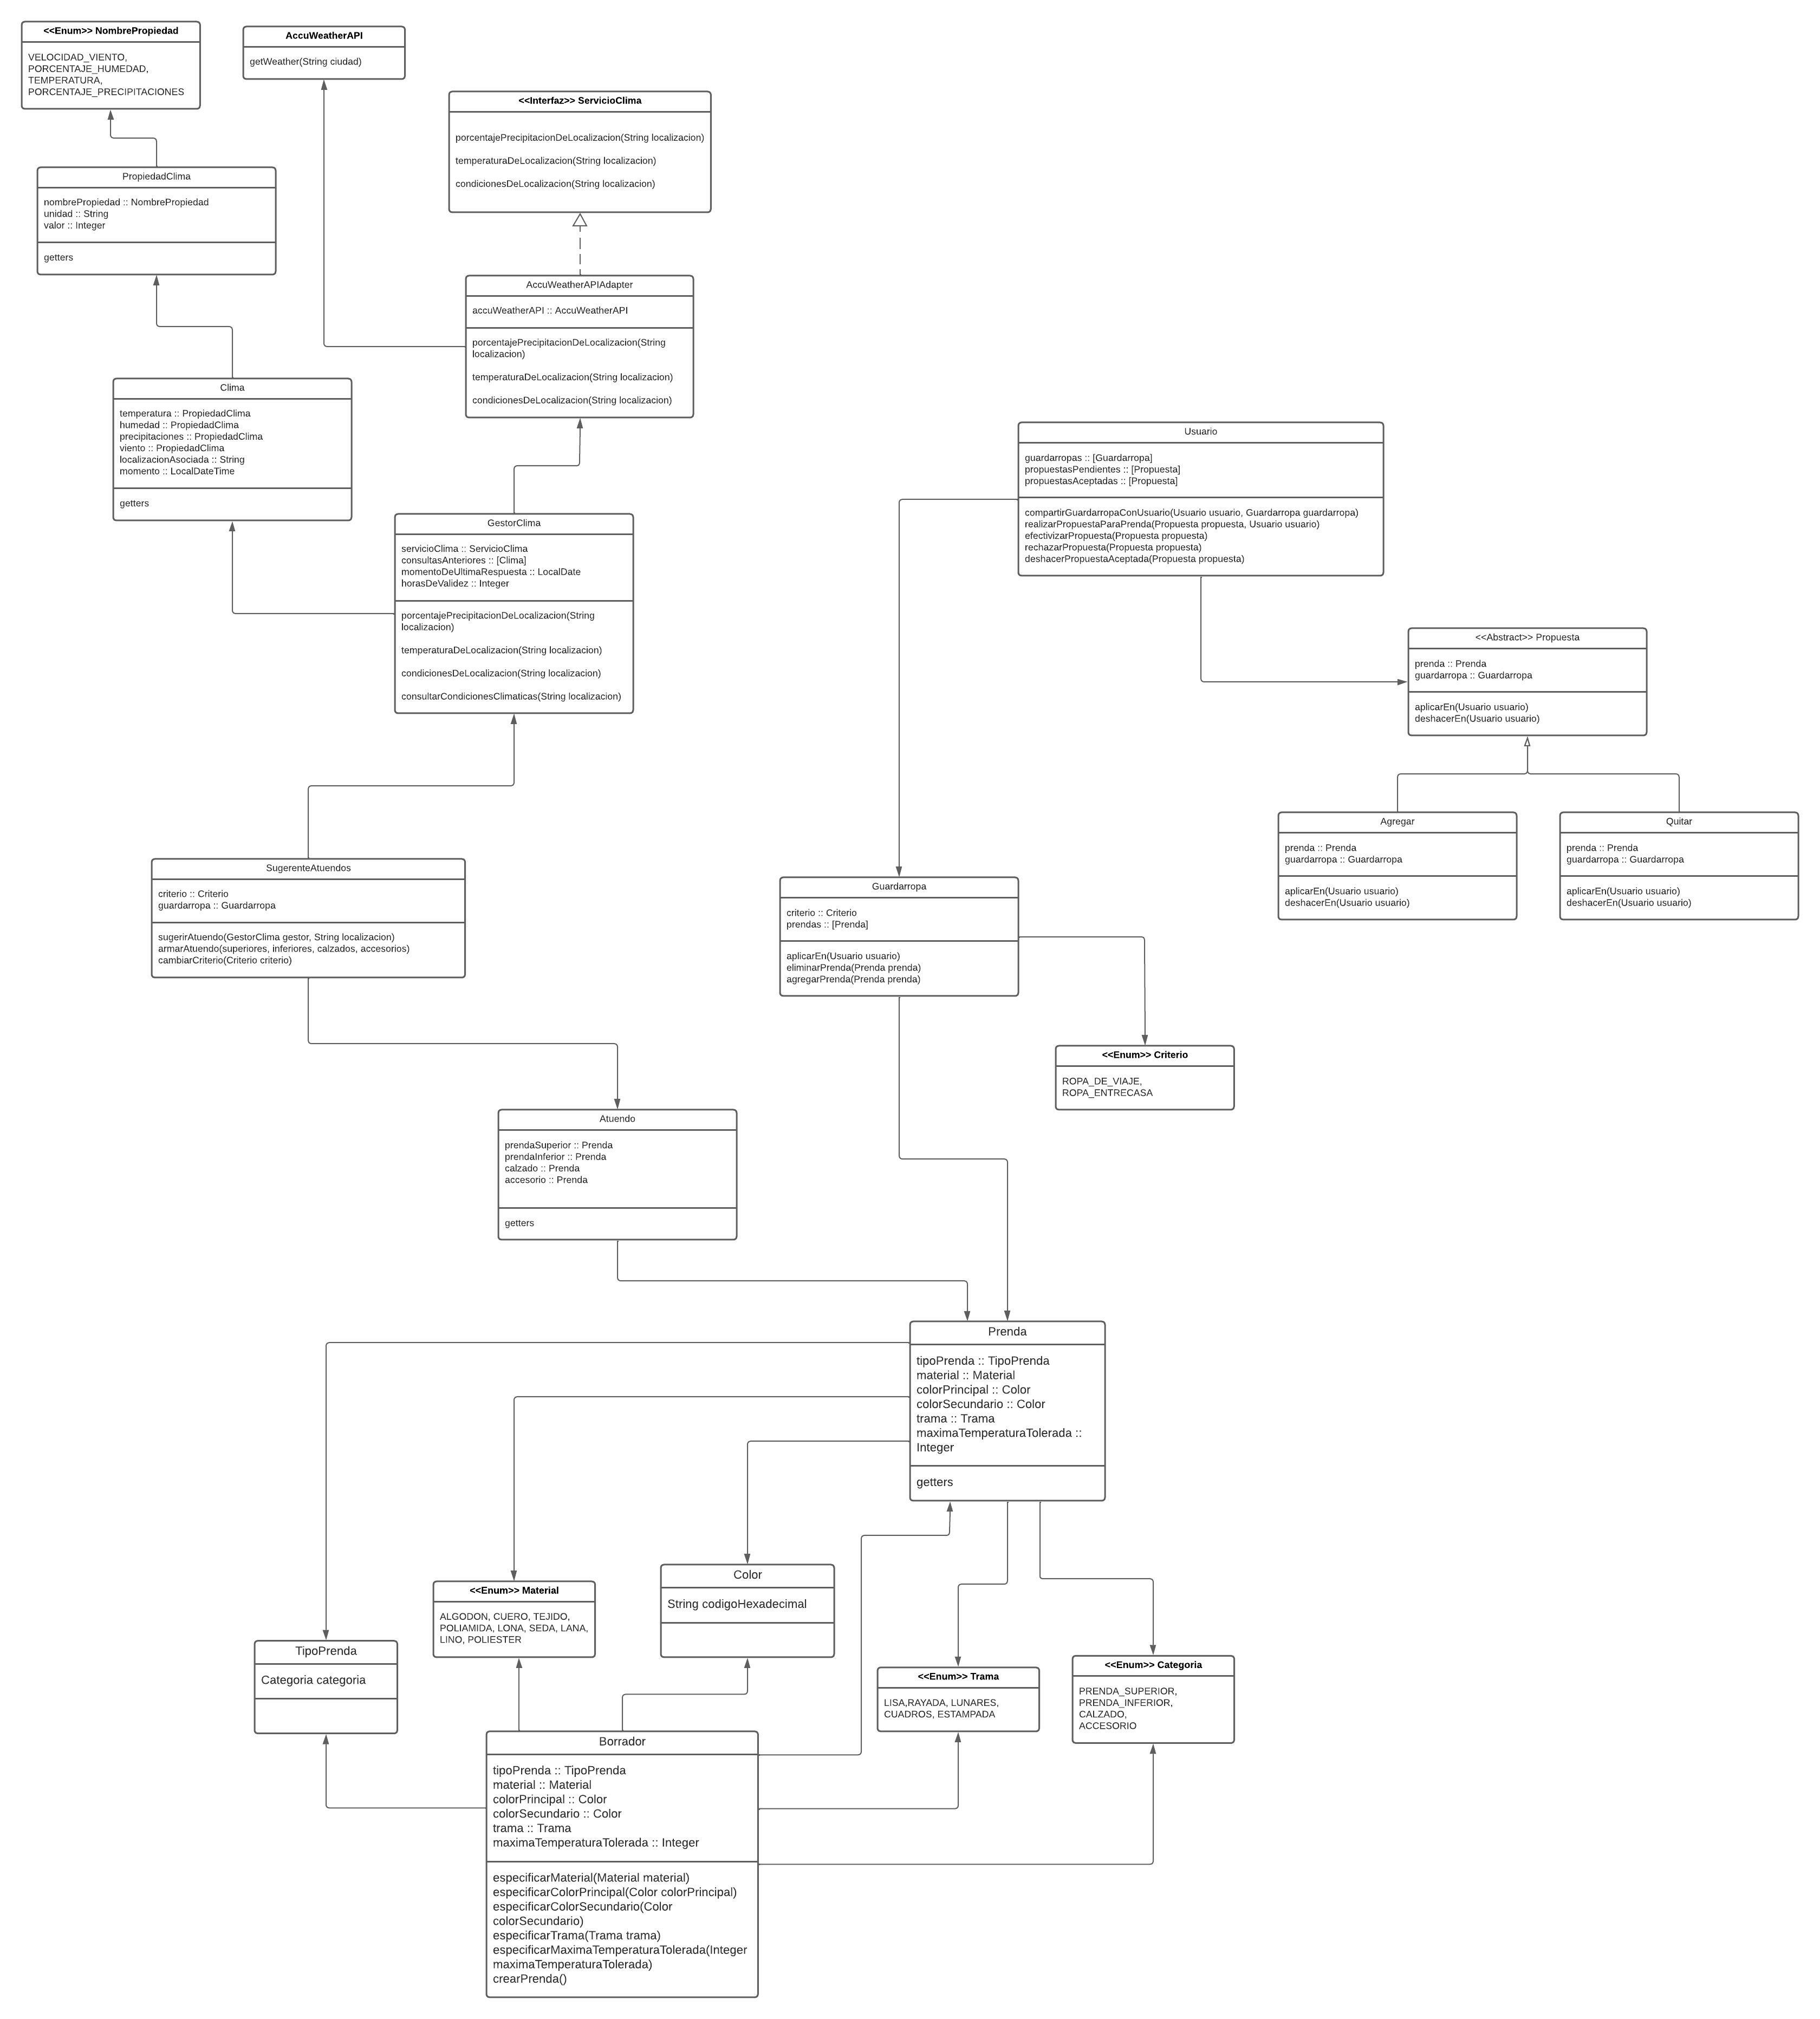 <<Enum>> NombrePropiedad
VELOCIDAD_VIENTO,
PORCENTAJE_HUMEDAD,
TEMPERATURA,
PORCENTAJE_PRECIPITACIONES
AccuWeatherAPI
getWeather(String ciudad)
<<Interfaz>> ServicioClima
porcentajePrecipitacionDeLocalizacion(String localizacion)
temperaturaDeLocalizacion(String localizacion)
condicionesDeLocalizacion(String localizacion)
PropiedadClima
nombrePropiedad :: NombrePropiedad
unidad :: String
valor :: Integer
getters
AccuWeatherAPIAdapter
accuWeatherAPI :: AccuWeatherAPI
porcentajePrecipitacionDeLocalizacion(String
localizacion)
temperaturaDeLocalizacion(String localizacion)
condicionesDeLocalizacion(String localizacion)
Clima
temperatura :: PropiedadClima
humedad :: PropiedadClima
precipitaciones :: PropiedadClima
viento :: PropiedadClima
localizacionAsociada :: String
momento :: LocalDateTime
getters
Usuario
guardarropas :: [Guardarropa]
propuestasPendientes :: [Propuesta]
propuestasAceptadas :: [Propuesta]
compartirGuardarropaConUsuario(Usuario usuario, Guardarropa guardarropa)
realizarPropuestaParaPrenda(Propuesta propuesta, Usuario usuario)
efectivizarPropuesta(Propuesta propuesta)
rechazarPropuesta(Propuesta propuesta)
deshacerPropuestaAceptada(Propuesta propuesta)
GestorClima
servicioClima :: ServicioClima
consultasAnteriores :: [Clima]
momentoDeUltimaRespuesta :: LocalDate
horasDeValidez :: Integer
porcentajePrecipitacionDeLocalizacion(String
localizacion)
temperaturaDeLocalizacion(String localizacion)
condicionesDeLocalizacion(String localizacion)
consultarCondicionesClimaticas(String localizacion)
<<Abstract>> Propuesta
prenda :: Prenda
guardarropa :: Guardarropa
aplicarEn(Usuario usuario)
deshacerEn(Usuario usuario)
Agregar
prenda :: Prenda
guardarropa :: Guardarropa
aplicarEn(Usuario usuario)
deshacerEn(Usuario usuario)
Quitar
prenda :: Prenda
guardarropa :: Guardarropa
aplicarEn(Usuario usuario)
deshacerEn(Usuario usuario)
SugerenteAtuendos
criterio :: Criterio
guardarropa :: Guardarropa
sugerirAtuendo(GestorClima gestor, String localizacion)
armarAtuendo(superiores, inferiores, calzados, accesorios)
cambiarCriterio(Criterio criterio)
Guardarropa
criterio :: Criterio
prendas :: [Prenda]
aplicarEn(Usuario usuario)
eliminarPrenda(Prenda prenda)
agregarPrenda(Prenda prenda)
<<Enum>> Criterio
ROPA_DE_VIAJE,
ROPA_ENTRECASA
Atuendo
prendaSuperior :: Prenda
prendaInferior :: Prenda
calzado :: Prenda
accesorio :: Prenda
getters
Prenda
tipoPrenda :: TipoPrenda
material :: Material
colorPrincipal :: Color
colorSecundario :: Color
trama :: Trama
maximaTemperaturaTolerada ::
Integer
getters
Color
String codigoHexadecimal
<<Enum>> Material
ALGODON, CUERO, TEJIDO,
POLIAMIDA, LONA, SEDA, LANA,
LINO, POLIESTER
TipoPrenda
Categoria categoria
<<Enum>> Trama
LISA,RAYADA, LUNARES,
CUADROS, ESTAMPADA
<<Enum>> Categoria
PRENDA_SUPERIOR,
PRENDA_INFERIOR,
CALZADO,
ACCESORIO
Borrador
tipoPrenda :: TipoPrenda
material :: Material
colorPrincipal :: Color
colorSecundario :: Color
trama :: Trama
maximaTemperaturaTolerada :: Integer
especificarMaterial(Material material)
especificarColorPrincipal(Color colorPrincipal)
especificarColorSecundario(Color
colorSecundario)
especificarTrama(Trama trama)
especificarMaximaTemperaturaTolerada(Integer
maximaTemperaturaTolerada)
crearPrenda()